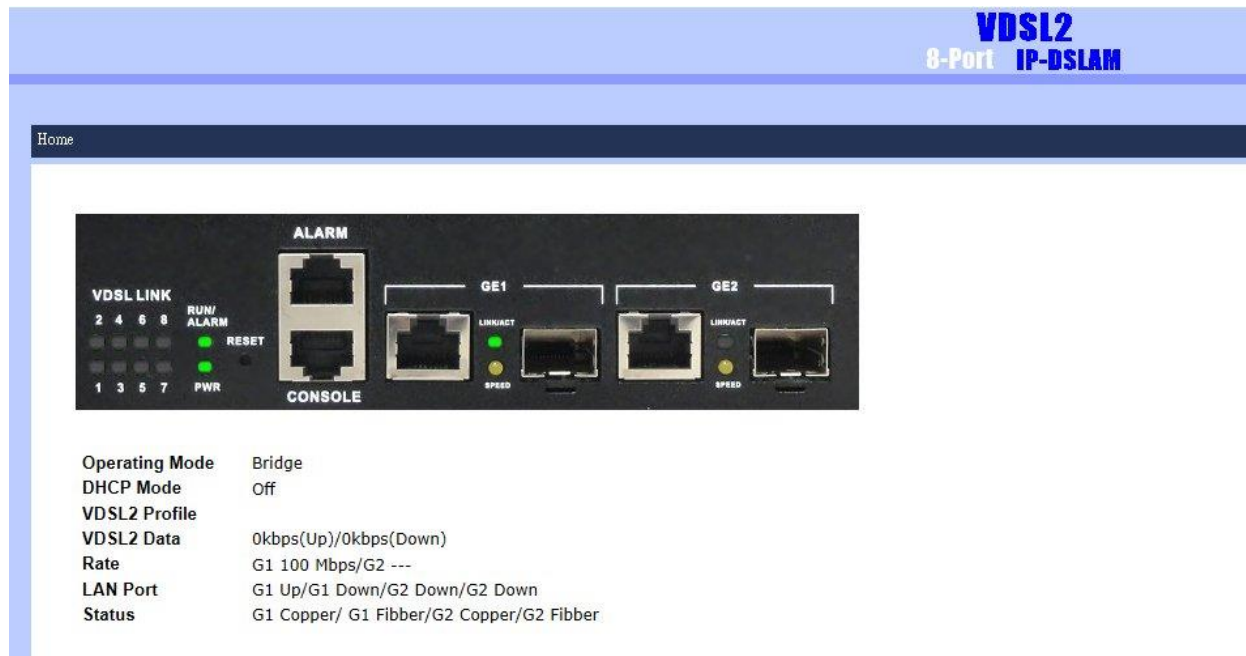 VDSL2
8-Port IP-DSLAM
Home
ALARM
VDSL LINK
2 4 6 8
RUN/
ALARM
RESET
1 3 5 7
PWR
CONSOLE
GE1
LINK/ACT
SPEED
GE2
LINK/ACT
SPEED
Operating Mode Bridge
DHCP Mode Off
VDSL2 Profile
VDSL2 Data 0kbps(Up)/0kbps(Down)
Rate G1 100 Mbps/G2 ---
LAN Port G1 Up/G1 Down/G2 Down/G2 Down
Status G1 Copper/ G1 Fibber/G2 Copper/G2 Fibber